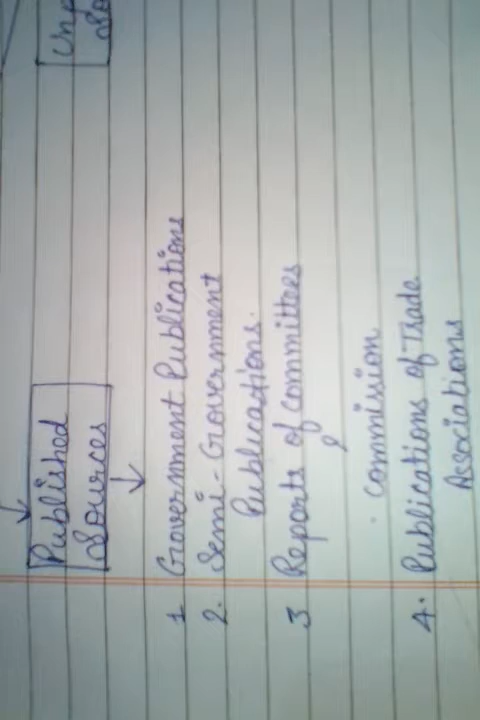 Published
Sources
1 Government Publications
2. Semi-Government
Publications.
3 Reports of Committees
&
Commission
4. Publications of Trade
Associations